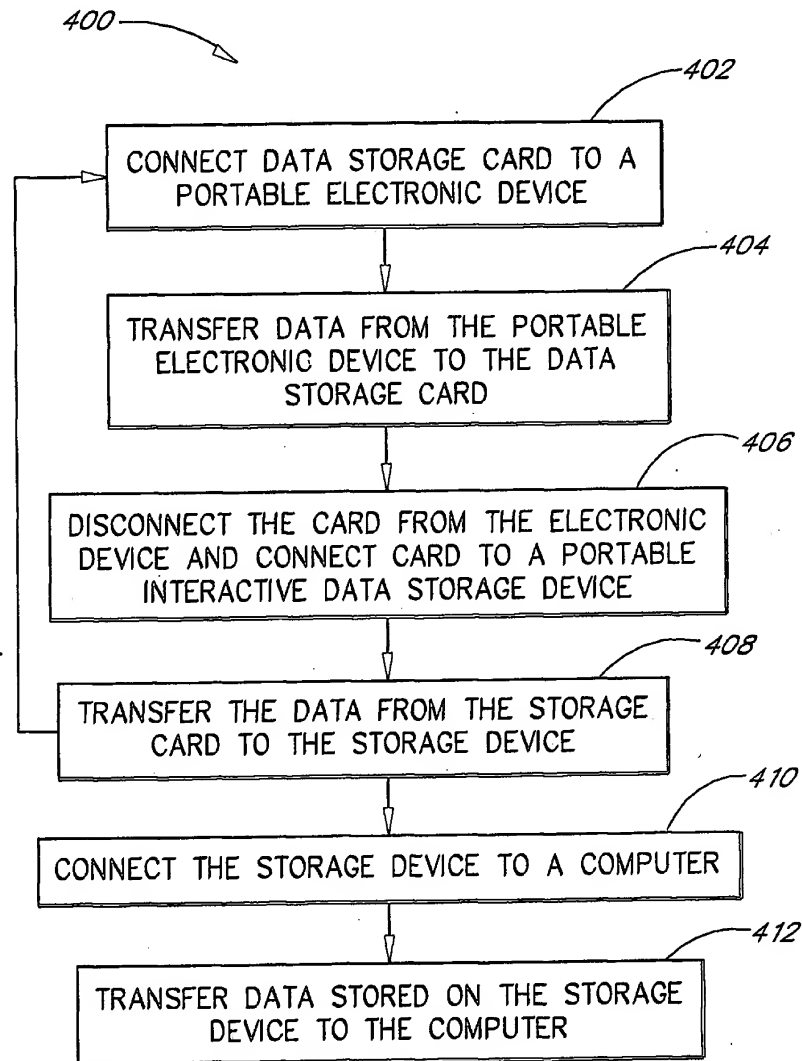 400
402
CONNECT DATA STORAGE CARD TO A
PORTABLE ELECTRONIC DEVICE
404
TRANSFER DATA FROM THE PORTABLE
ELECTRONIC DEVICE TO THE DATA
STORAGE CARD
406
DISCONNECT THE CARD FROM THE ELECTRONIC
DEVICE AND CONNECT CARD TO A PORTABLE
INTERACTIVE DATA STORAGE DEVICE
408
TRANSFER THE DATA FROM THE STORAGE
CARD TO THE STORAGE DEVICE
410
CONNECT THE STORAGE DEVICE TO A COMPUTER
412
TRANSFER DATA STORED ON THE STORAGE
DEVICE TO THE COMPUTER